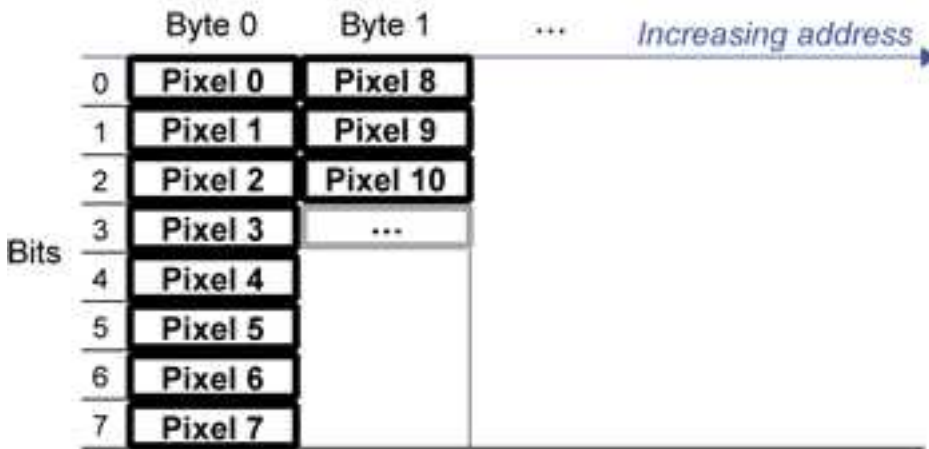 Byte 0 Byte 1 ... Increasing address
0 Pixel 0 Pixel 8
1 Pixel 1 Pixel 9
2 Pixel 2 Pixel 10
3 Pixel 3 ...
Bits
4 Pixel 4
5 Pixel 5
6 Pixel 6
7 Pixel 7